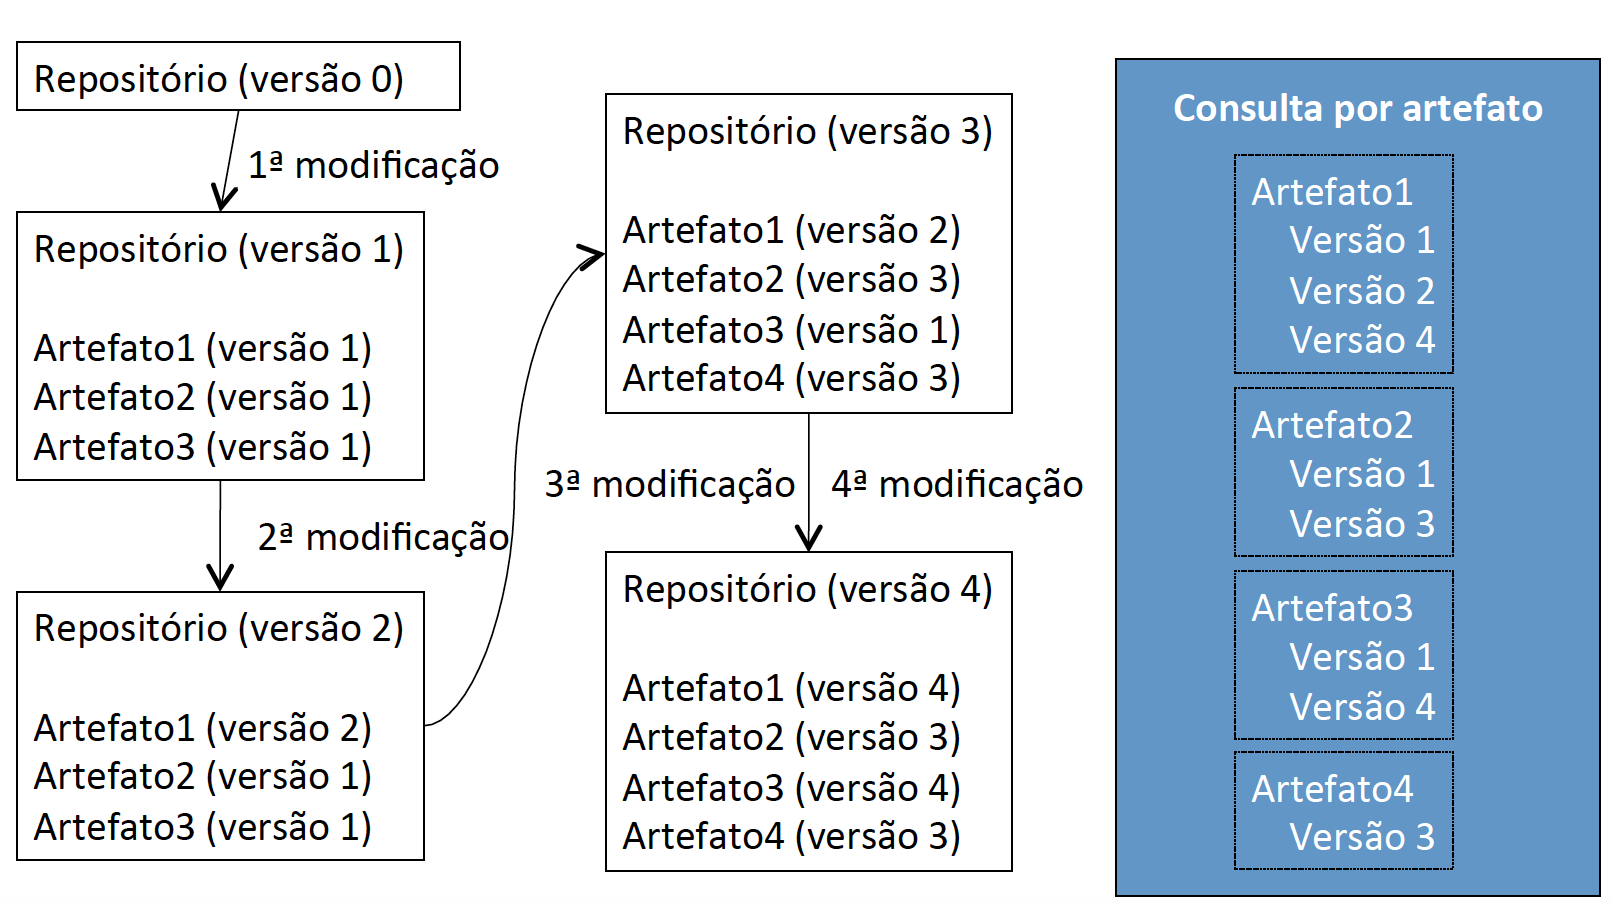 Repositório (versão 0)
1ª modificação
Repositório (versão 1)
Artefato1 (versão 1)
Artefato2 (versão 1)
Artefato3 (versão 1)
2ª modificação
Repositório (versão 2)
Artefato1 (versão 2)
Artefato2 (versão 1)
Artefato3 (versão 1)
3ª modificação
Repositório (versão 3)
Artefato1 (versão 2)
Artefato2 (versão 3)
Artefato3 (versão 1)
Artefato4 (versão 3)
4ª modificação
Repositório (versão 4)
Artefato1 (versão 4)
Artefato2 (versão 3)
Artefato3 (versão 4)
Artefato4 (versão 3)
Consulta por artefato
Artefato1
Versão 1
Versão 2
Versão 4
Artefato2
Versão 1
Versão 3
Artefato3
Versão 1
Versão 4
Artefato4
Versão 3